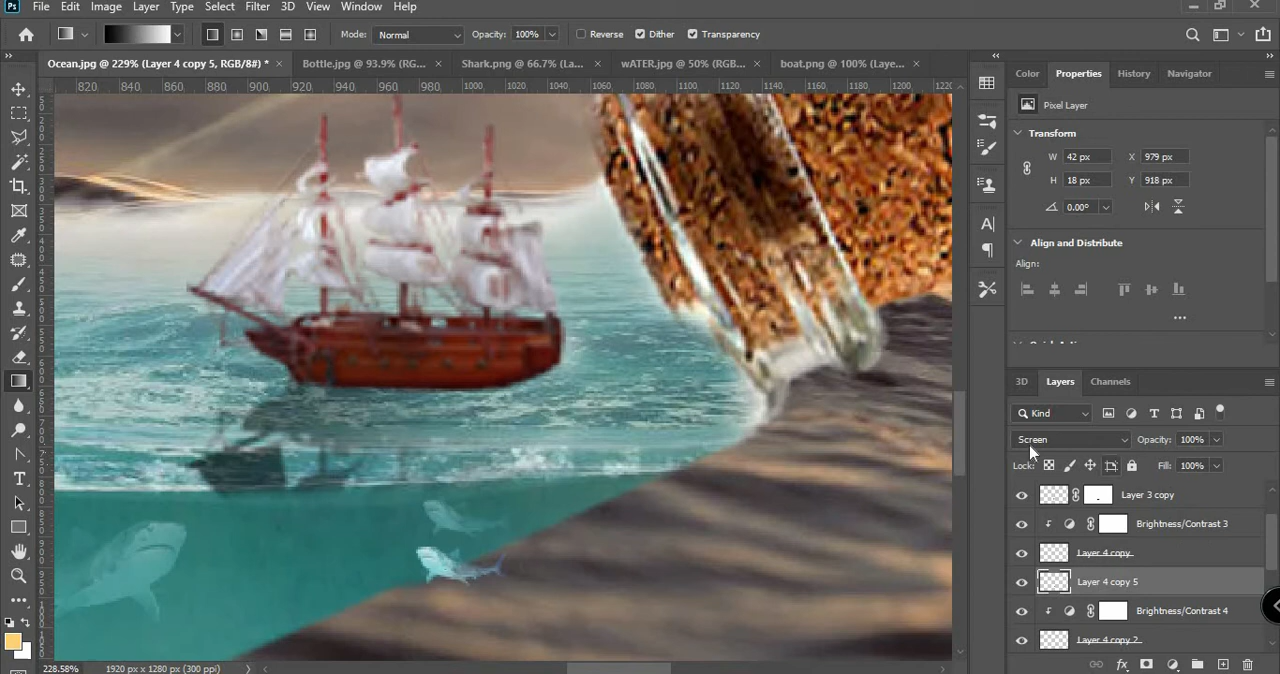 Ps File Edit Image Layer Type Select Filter 3D View Window Help
Mode: Normal Opacity: 100% Reverse Dither Transparency
Ocean.jpg @ 229% (Layer 4 copy 5, RGB/8#) * × Bottle.jpg @ 93.9% (RG... × Shark.png @ 66.7% (La... × wATER.jpg @ 50% (RGB... × boat.png @ 100% (Laye... ×
820 840 860 880 900 920 940 960 980 1000 1020 1040 1060 1080 1100 1120 1140 1160 1180 1200 1220
Color Properties History Navigator
Pixel Layer
Transform
W 42 px X 979 px
H 18 px Y 918 px
0.00°
Align and Distribute
Align:
3D Layers Channels
Kind
Screen Opacity: 100%
Lock: Fill: 100%
Layer 3 copy
Brightness/Contrast 3
Layer 4 copy
Layer 4 copy 5
Brightness/Contrast 4
Layer 4 copy 2
228.58% 1920 px x 1280 px (300 ppi)